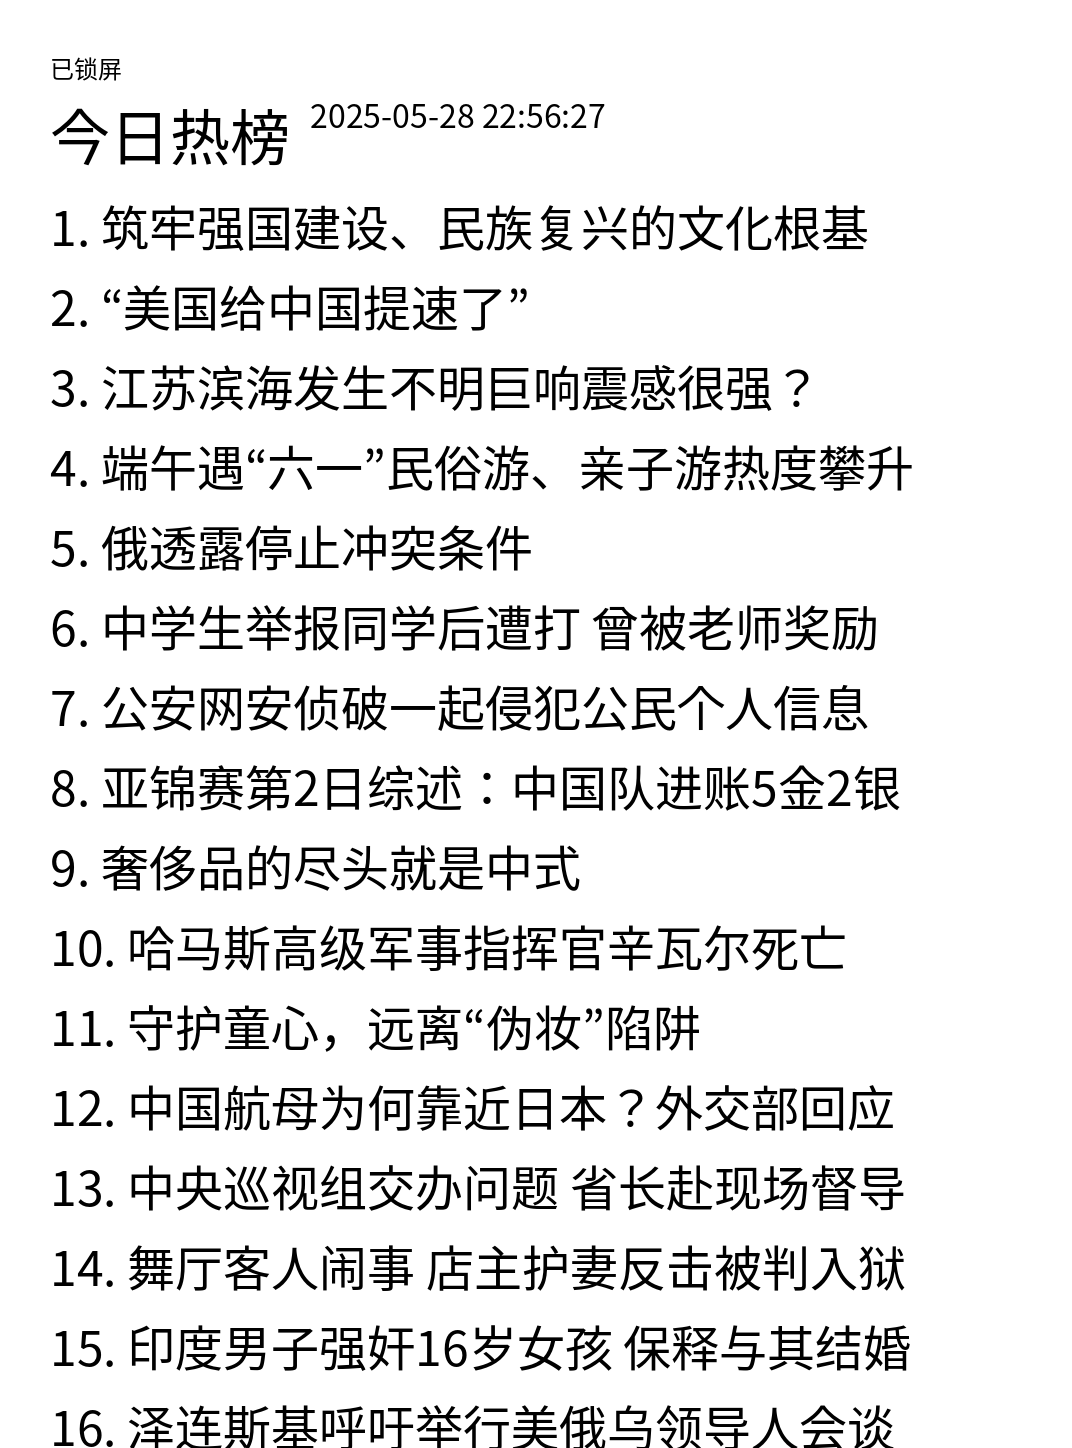 已锁屏
今日热榜 2025-05-28 22:56:27
1. 筑牢强国建设、民族复兴的文化根基
2. “美国给中国提速了”
3. 江苏滨海发生不明巨响震感很强？
4. 端午遇“六一”民俗游、亲子游热度攀升
5. 俄透露停止冲突条件
6. 中学生举报同学后遭打 曾被老师奖励
7. 公安网安侦破一起侵犯公民个人信息
8. 亚锦赛第2日综述：中国队进账5金2银
9. 奢侈品的尽头就是中式
10. 哈马斯高级军事指挥官辛瓦尔死亡
11. 守护童心，远离“伪妆”陷阱
12. 中国航母为何靠近日本？外交部回应
13. 中央巡视组交办问题 省长赴现场督导
14. 舞厅客人闹事 店主护妻反击被判入狱
15. 印度男子强奸16岁女孩 保释与其结婚
16. 泽连斯基呼吁举行美俄乌领导人会谈